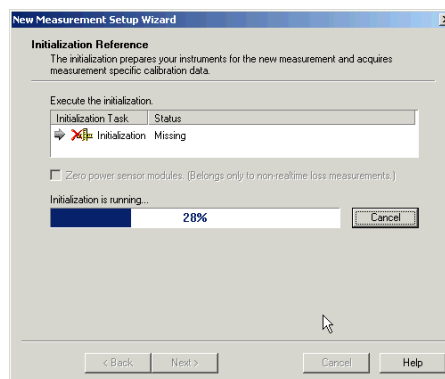 New Measurement Setup Wizard
Initialization Reference
The initialization prepares your instruments for the new measurement and acquires
measurement specific calibration data.
Execute the initialization.
Initialization Task Status
Initialization Missing
Zero power sensor modules. (Belongs only to non-realtime loss measurements.)
Initialization is running...
28% Cancel
< Back Next > Cancel Help